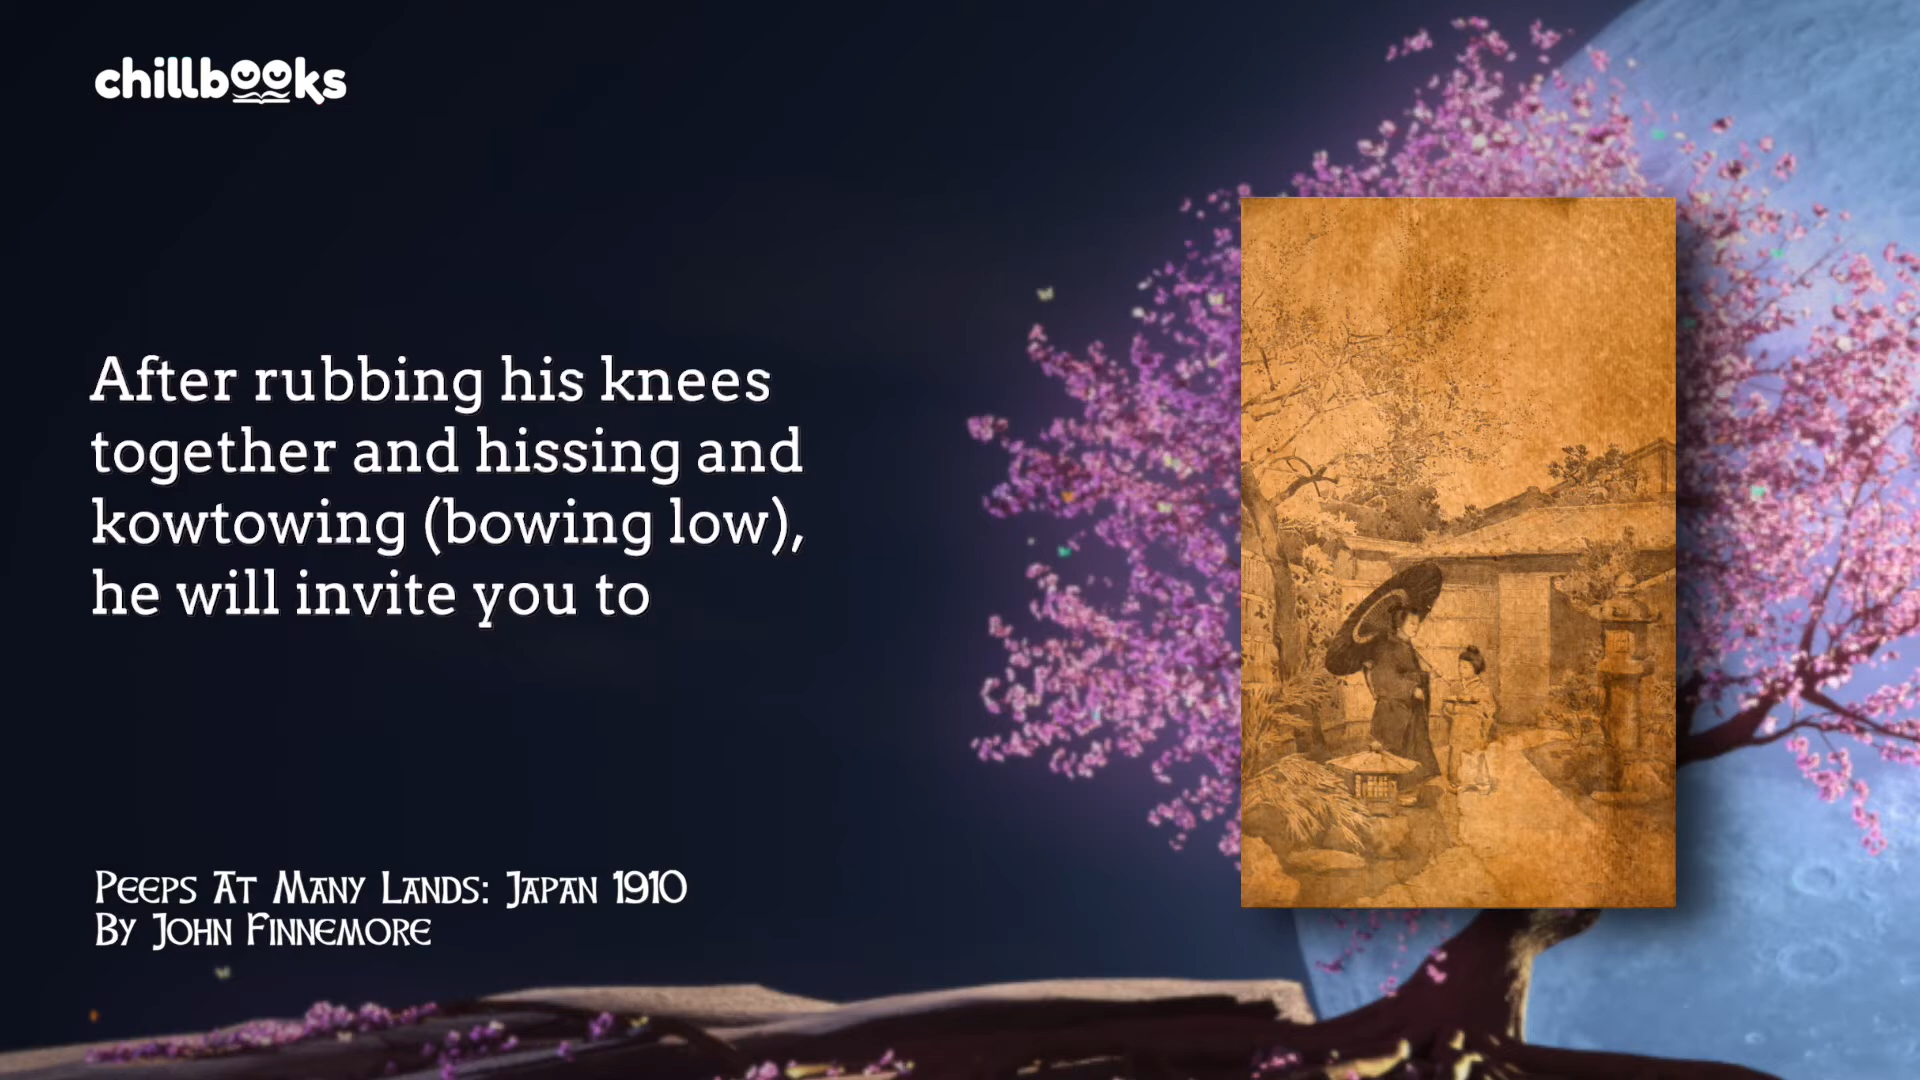 chillbooks
After rubbing his knees
together and hissing and
kowtowing (bowing low),
he will invite you to
Peeps At Many Lands: Japan 1910
By John Finnemore